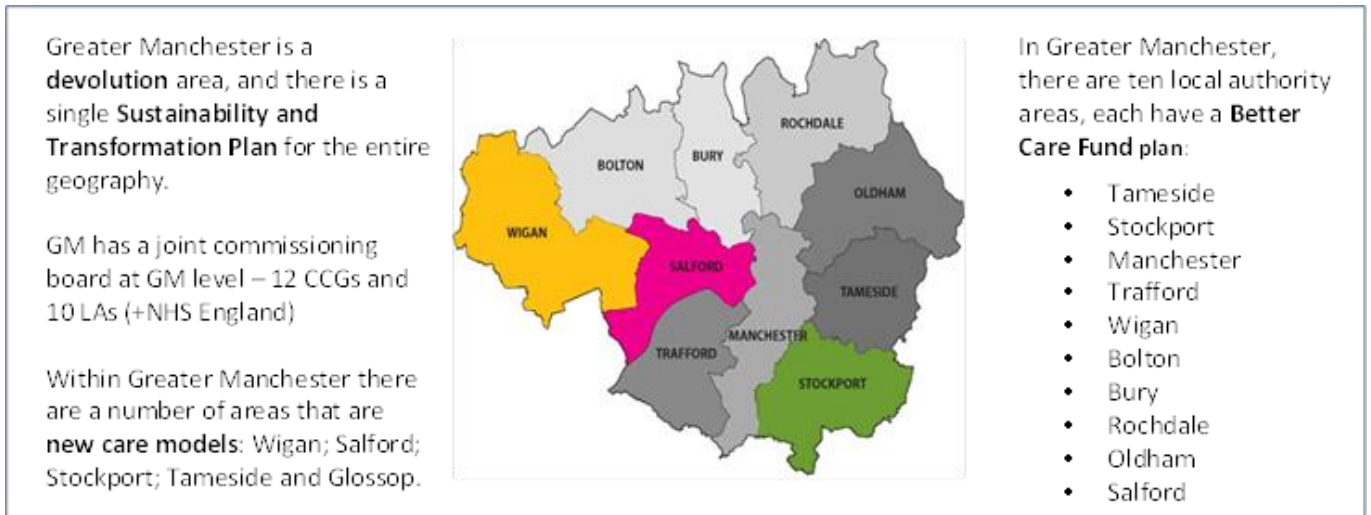 Greater Manchester is a
devolution area, and there is a
single Sustainability and
Transformation Plan for the entire
geography.
GM has a joint commissioning
board at GM level – 12 CCGs and
10 LAs (+NHS England)
Within Greater Manchester there
are a number of areas that are
new care models: Wigan; Salford;
Stockport; Tameside and Glossop.
ROCHDALE
BURY
BOLTON
OLDHAM
WIGAN
SALFORD
TAMESIDE
MANCHESTER
TRAFFORD
STOCKPORT
In Greater Manchester,
there are ten local authority
areas, each have a Better
Care Fund plan:
• Tameside
• Stockport
• Manchester
• Trafford
• Wigan
• Bolton
• Bury
• Rochdale
• Oldham
• Salford